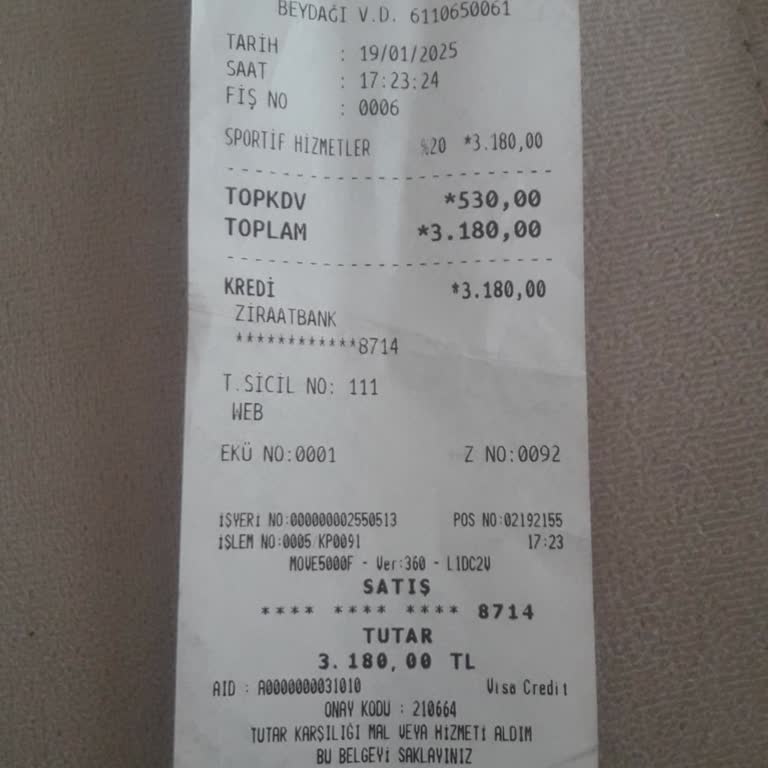 BEYDAĞI V.D. 6110650061
TARİH : 19/01/2025
SAAT : 17:23:24
FİŞ NO : 0006
SPORTİF HİZMETLER %20 *3.180,00
TOPKDV *530,00
TOPLAM *3.180,00
KREDİ *3.180,00
ZİRAATBANK
************8714
T.SİCİL NO: 111
WEB
EKÜ NO:0001 Z NO:0092
İŞYERİ NO:000000002550513 POS NO:02192155
İŞLEM NO:0005 KP0091 17:23
MOVE5000F - Ver:360 - L1DC2V
SATIŞ
**** **** **** 8714
TUTAR
3.180,00 TL
AID : A0000000031010 Visa Credit
ONAY KODU : 210664
TUTAR KARŞILIĞI MAL VEYA HİZMETİ ALDIM
BU BELGEYİ SAKLAYINIZ